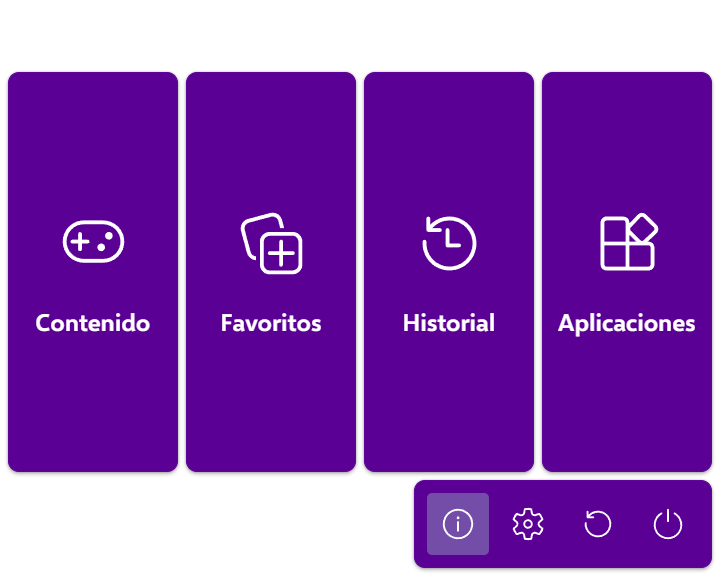 Contenido
Favoritos
Historial
Aplicaciones